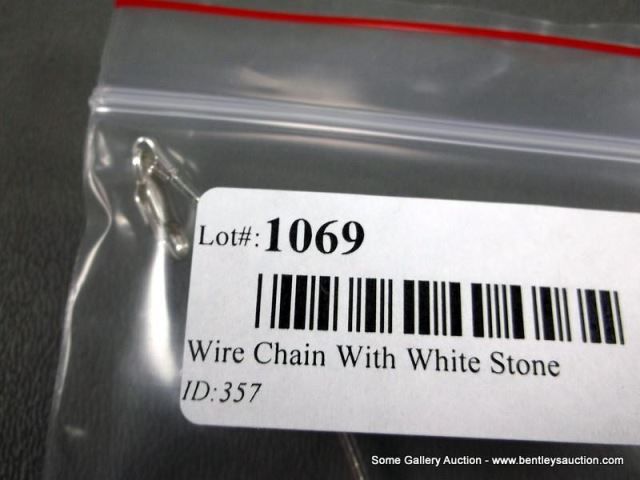 Lot#: 1069
Wire Chain With White Stone
ID:357
Some Gallery Auction - www.bentleysauction.com